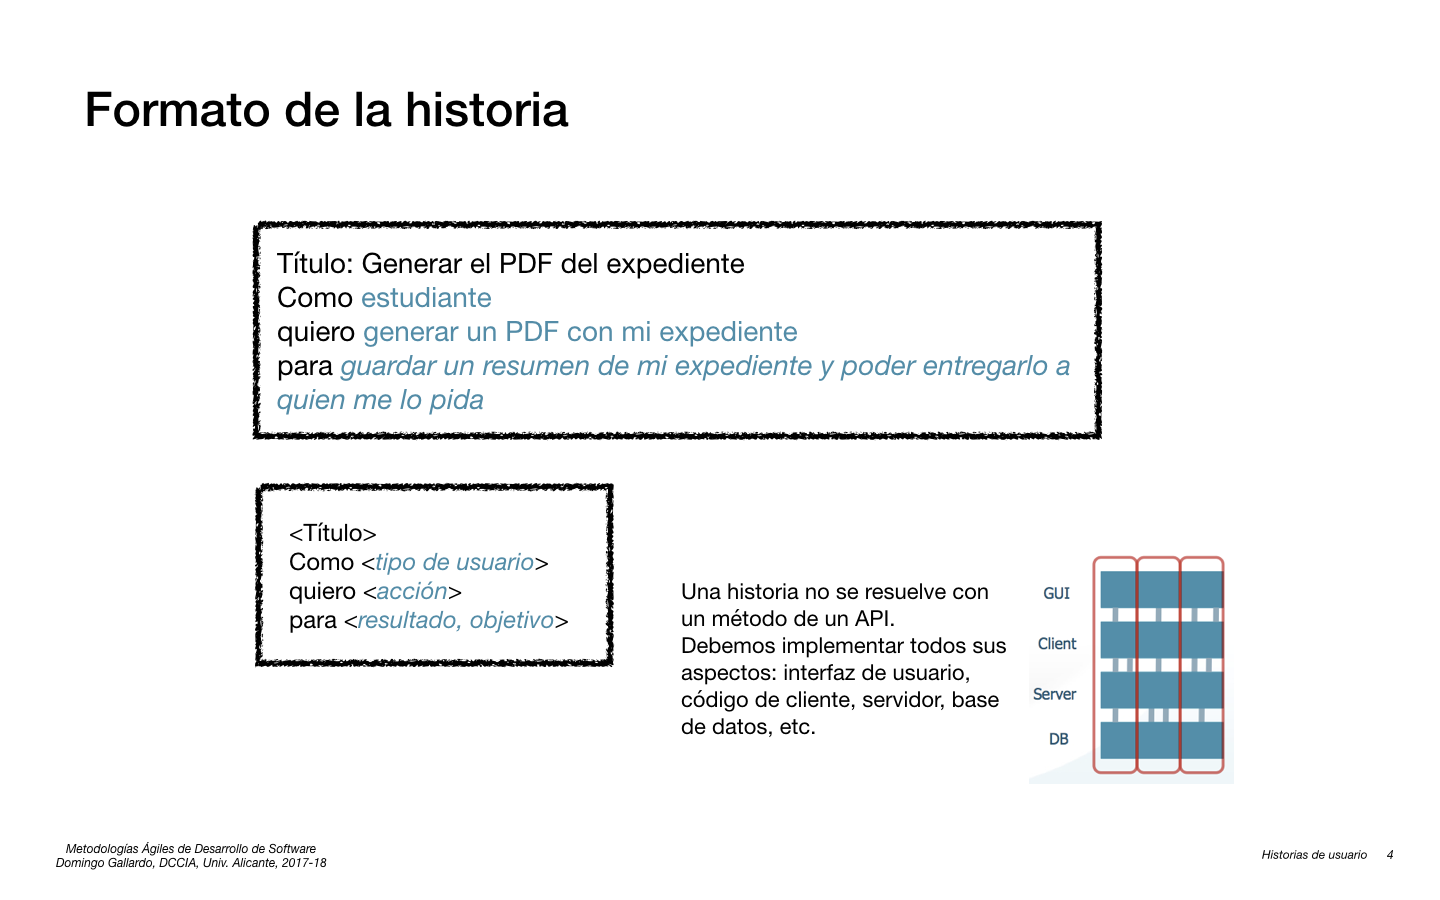 Formato de la historia
Título: Generar el PDF del expediente
Como estudiante
quiero generar un PDF con mi expediente
para guardar un resumen de mi expediente y poder entregarlo a
quien me lo pida
<Título>
Como <tipo de usuario>
quiero <acción>
para <resultado, objetivo>
Una historia no se resuelve con
un método de un API.
Debemos implementar todos sus
aspectos: interfaz de usuario,
código de cliente, servidor, base
de datos, etc.
GUI
Client
Server
DB
Metodologías Ágiles de Desarrollo de Software
Domingo Gallardo, DCCIA, Univ. Alicante, 2017-18
Historias de usuario 4